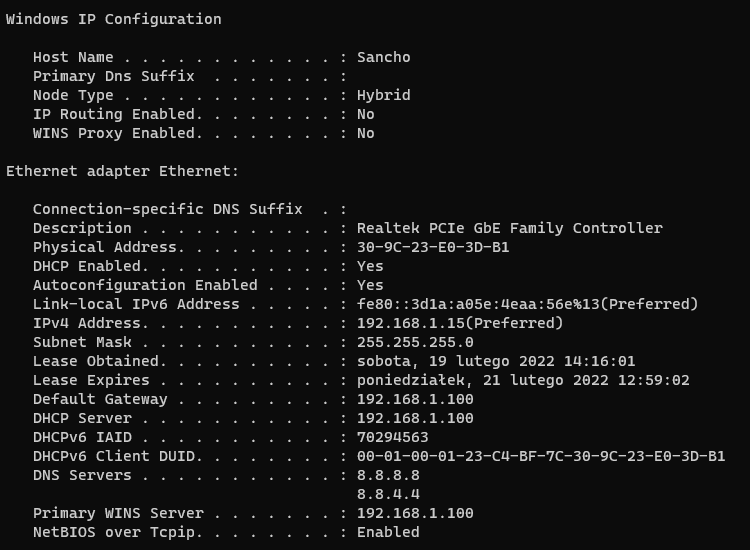 Windows IP Configuration
Host Name . . . . . . . . . . . . : Sancho
Primary Dns Suffix  . . . . . . . :
Node Type . . . . . . . . . . . . : Hybrid
IP Routing Enabled. . . . . . . . : No
WINS Proxy Enabled. . . . . . . . : No
Ethernet adapter Ethernet:
Connection-specific DNS Suffix  . :
Description . . . . . . . . . . . : Realtek PCIe GbE Family Controller
Physical Address. . . . . . . . . : 30-9C-23-E0-3D-B1
DHCP Enabled. . . . . . . . . . . : Yes
Autoconfiguration Enabled . . . . : Yes
Link-local IPv6 Address . . . . . : fe80::3d1a:a05e:4eaa:56e%13(Preferred)
IPv4 Address. . . . . . . . . . . : 192.168.1.15(Preferred)
Subnet Mask . . . . . . . . . . . : 255.255.255.0
Lease Obtained. . . . . . . . . . : sobota, 19 lutego 2022 14:16:01
Lease Expires . . . . . . . . . . : poniedziałek, 21 lutego 2022 12:59:02
Default Gateway . . . . . . . . . : 192.168.1.100
DHCP Server . . . . . . . . . . . : 192.168.1.100
DHCPv6 IAID . . . . . . . . . . . : 70294563
DHCPv6 Client DUID. . . . . . . . : 00-01-00-01-23-C4-BF-7C-30-9C-23-E0-3D-B1
DNS Servers . . . . . . . . . . . : 8.8.8.8
8.8.4.4
Primary WINS Server . . . . . . . : 192.168.1.100
NetBIOS over Tcpip. . . . . . . . : Enabled